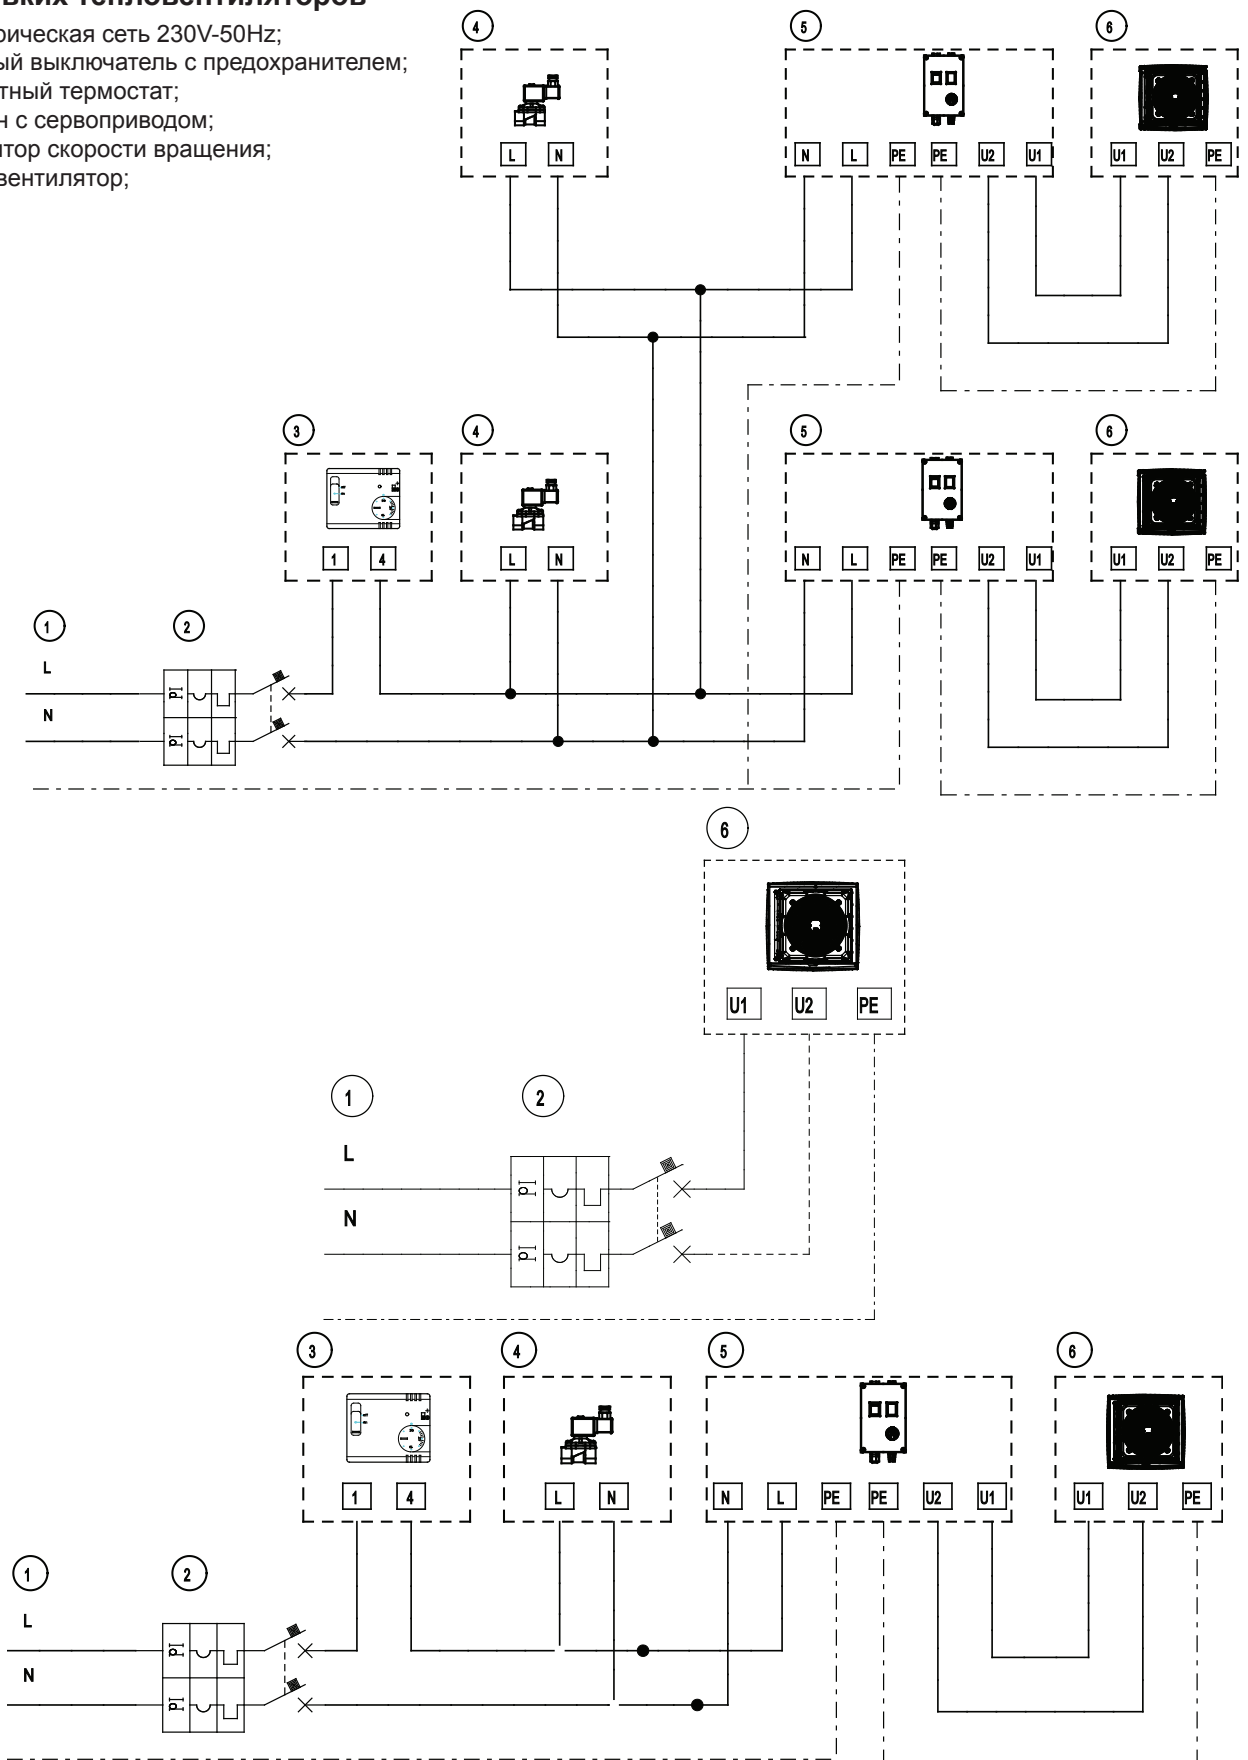 ьких тепловентиляторов
рическая сеть 230V-50Hz;
ый выключатель с предохранителем;
тный термостат;
н с сервоприводом;
тор скорости вращения;
вентилятор;
4 5 6
L N N L PE PE U2 U1 U1 U2 PE
3 4 5 6
1 4 L N N L PE PE U2 U1 U1 U2 PE
1 2
L
N
6
U1 U2 PE
1 2
L
N
3 4 5 6
1 4 L N N L PE PE U2 U1 U1 U2 PE
1 2
L
N